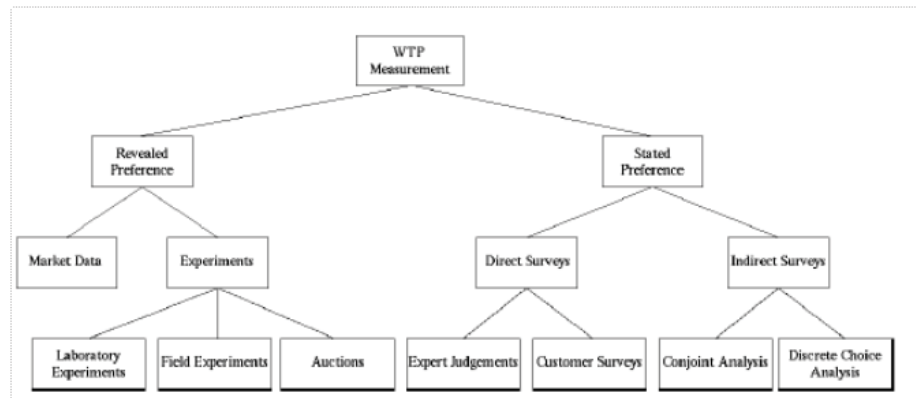 WTP
Measurement
Revealed
Preference
Stated
Preference
Market Data
Experiments
Direct Surveys
Indirect Surveys
Laboratory
Experiments
Field Experiments
Auctions
Expert Judgements
Customer Surveys
Conjoint Analysis
Discrete Choice
Analysis